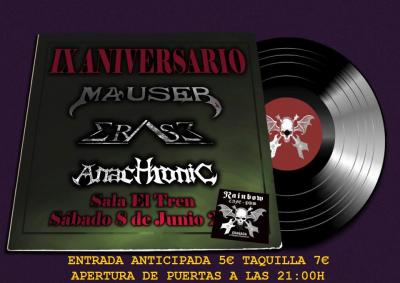 IX ANIVERSARIO
MAUSER
ERASE
Anacthronic
Sala El Tren
Sábado 8 de Junio
Rainbow
ENTRADA ANTICIPADA 5€ TAQUILLA 7€
APERTURA DE PUERTAS A LAS 21:00H